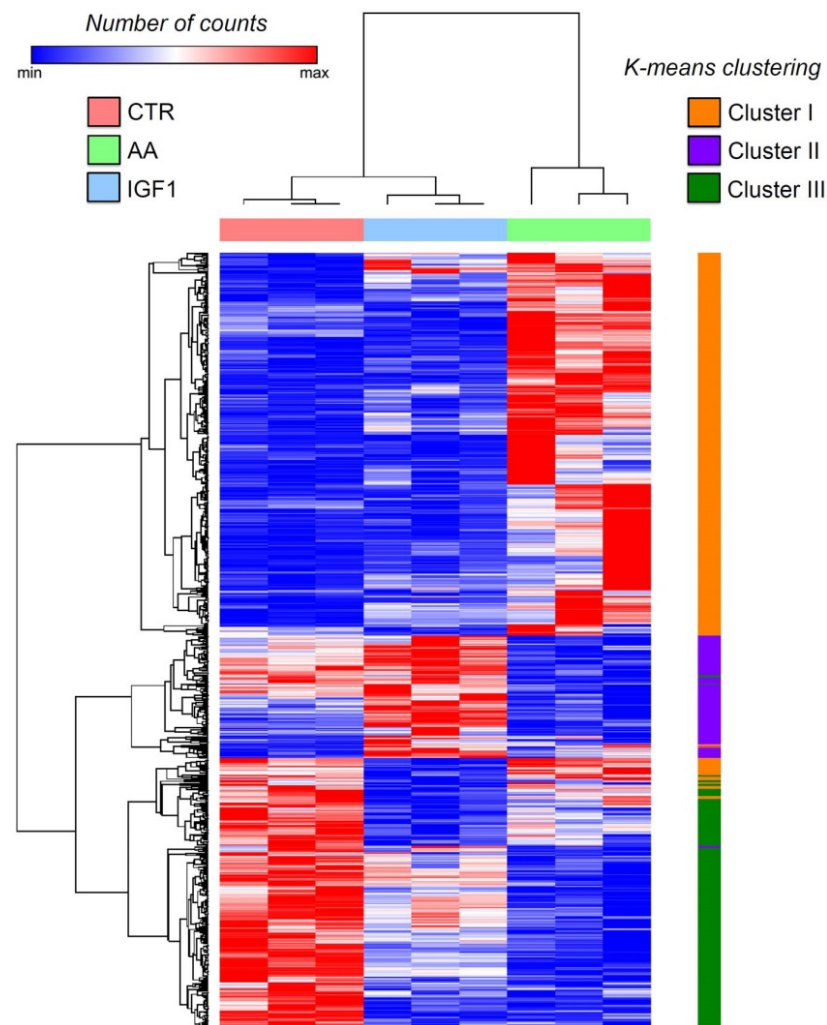 Number of counts
min max
CTR
AA
IGF1
K-means clustering
Cluster I
Cluster II
Cluster III